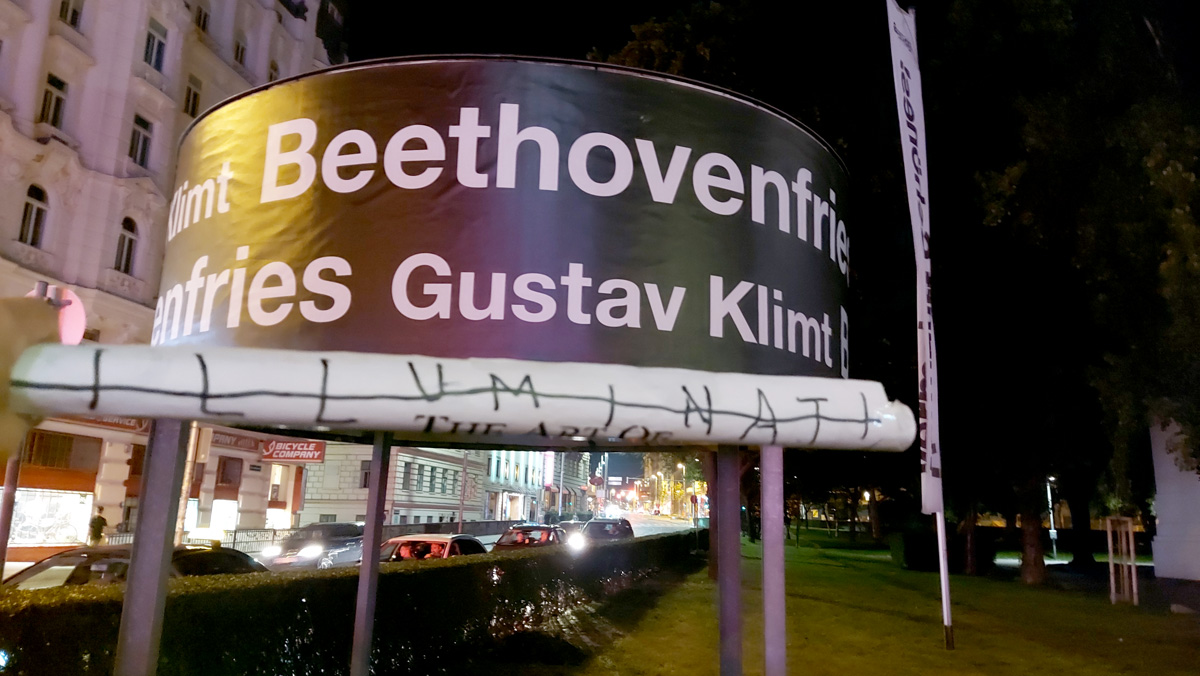 Klimt Beethovenfries
enfries Gustav Klimt B
ILLUMINATI
THE ART OF
BICYCLE
COMPANY